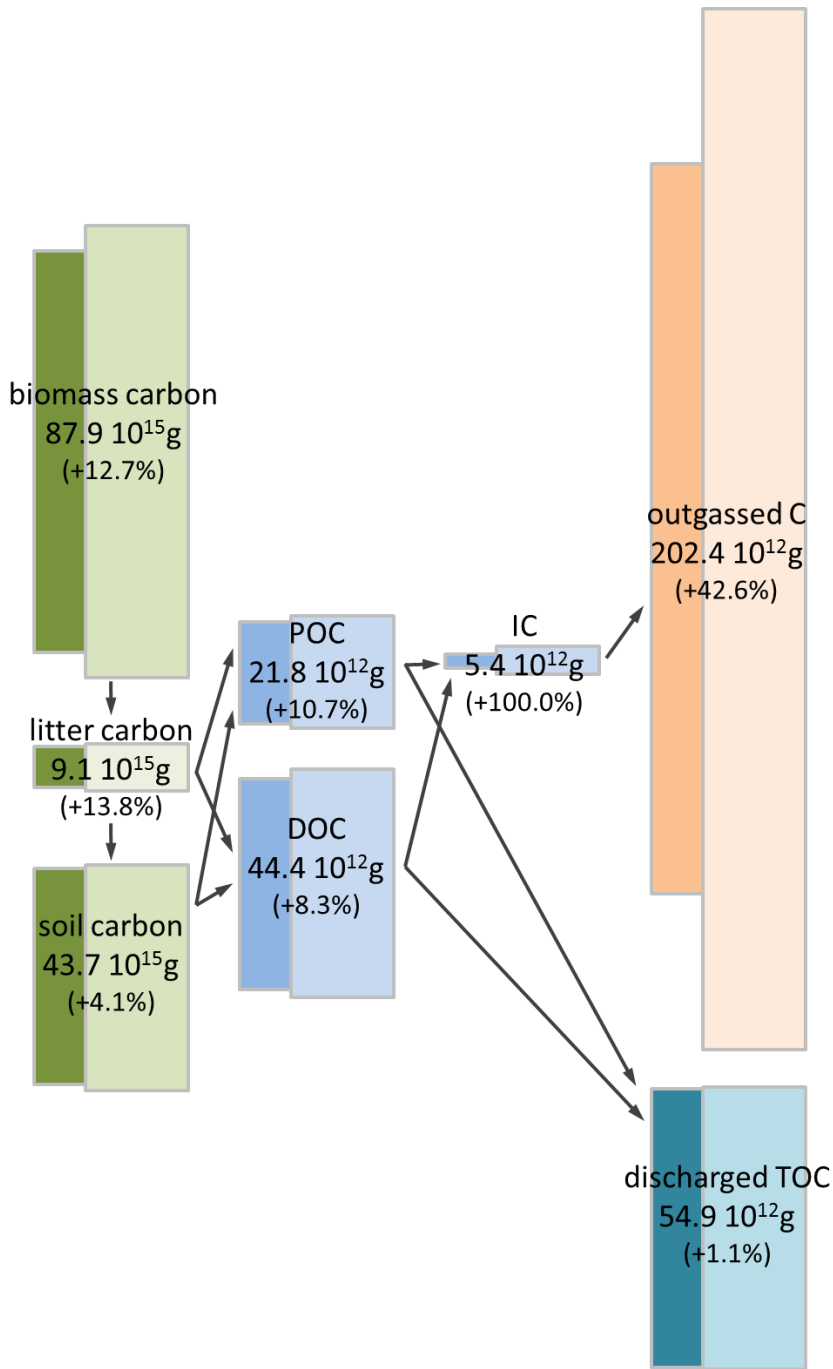 biomass carbon
87.9 10¹⁵g
(+12.7%)
litter carbon
9.1 10¹⁵g
(+13.8%)
soil carbon
43.7 10¹⁵g
(+4.1%)
POC
21.8 10¹²g
(+10.7%)
DOC
44.4 10¹²g
(+8.3%)
IC
5.4 10¹²g
(+100.0%)
outgassed C
202.4 10¹²g
(+42.6%)
discharged TOC
54.9 10¹²g
(+1.1%)